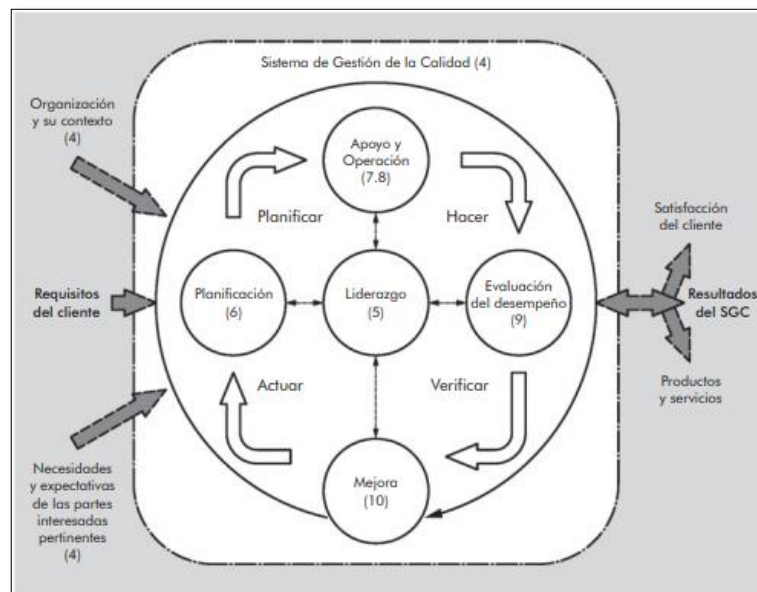 Sistema de Gestión de la Calidad (4)
Organización
y su contexto
(4)
Apoyo y
Operación
(7.8)
Planificar
Hacer
Satisfacción
del cliente
Requisitos
del cliente
Planificación
(6)
Liderazgo
(5)
Evaluación
del desempeño
(9)
Resultados
del SGC
Actuar
Verificar
Productos
y servicios
Necesidades
y expectativas
de las partes
interesadas
pertinentes
(4)
Mejora
(10)